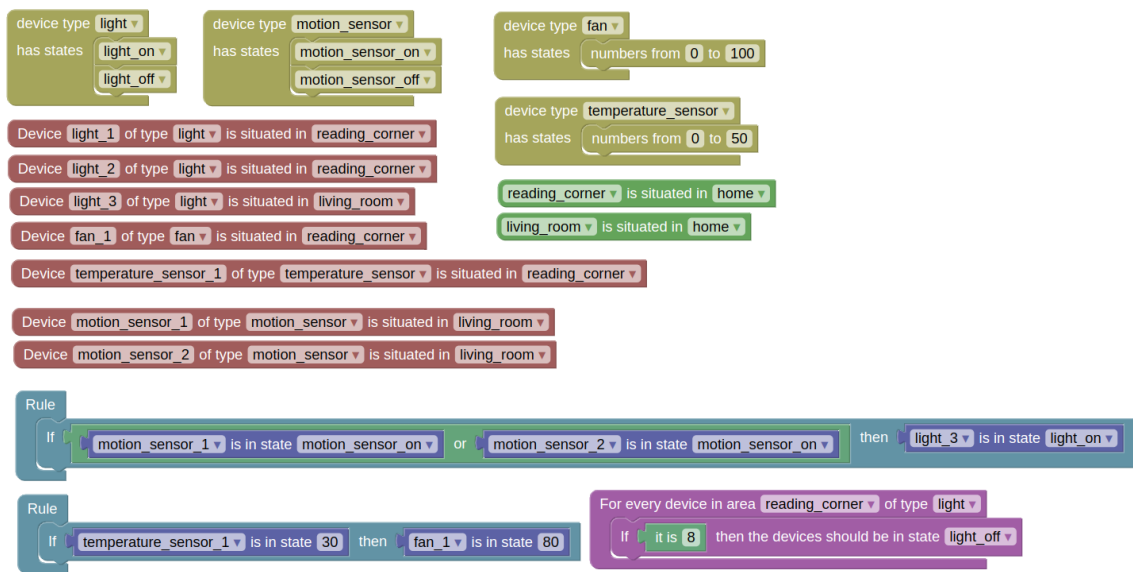 device type light
has states light_on
light_off
device type motion_sensor
has states motion_sensor_on
motion_sensor_off
device type fan
has states numbers from 0 to 100
device type temperature_sensor
has states numbers from 0 to 50
Device light_1 of type light is situated in reading_corner
Device light_2 of type light is situated in reading_corner
Device light_3 of type light is situated in living_room
Device fan_1 of type fan is situated in reading_corner
Device temperature_sensor_1 of type temperature_sensor is situated in reading_corner
reading_corner is situated in home
living_room is situated in home
Device motion_sensor_1 of type motion_sensor is situated in living_room
Device motion_sensor_2 of type motion_sensor is situated in living_room
Rule
If motion_sensor_1 is in state motion_sensor_on or motion_sensor_2 is in state motion_sensor_on then light_3 is in state light_on
Rule
If temperature_sensor_1 is in state 30 then fan_1 is in state 80
For every device in area reading_corner of type light
If it is 8 then the devices should be in state light_off